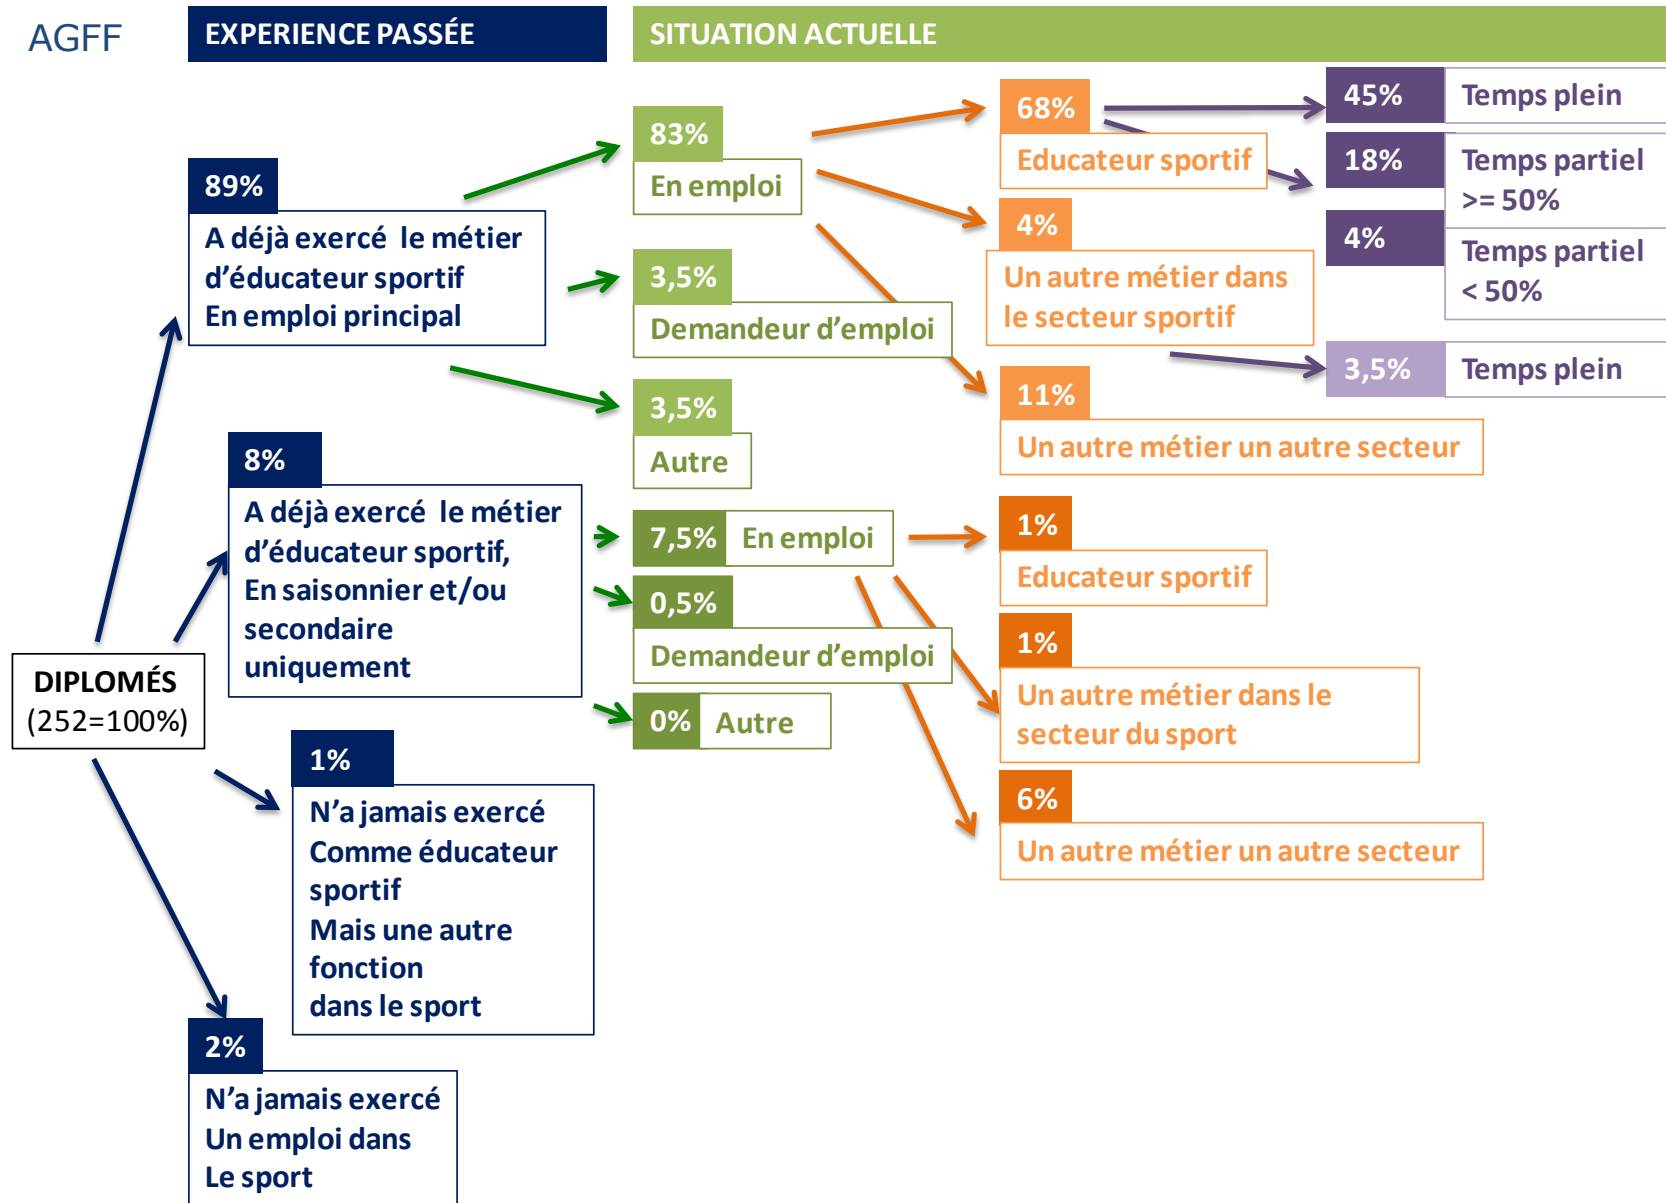 AGFF
EXPERIENCE PASSÉE
SITUATION ACTUELLE
DIPLOMÉS
(252=100%)
89%
A déjà exercé le métier
d’éducateur sportif
En emploi principal
8%
A déjà exercé le métier
d’éducateur sportif,
En saisonnier et/ou
secondaire
uniquement
1%
N’a jamais exercé
Comme éducateur
sportif
Mais une autre
fonction
dans le sport
2%
N’a jamais exercé
Un emploi dans
Le sport
83%
En emploi
3,5%
Demandeur d’emploi
3,5%
Autre
7,5% En emploi
0,5%
Demandeur d’emploi
0% Autre
68%
Educateur sportif
4%
Un autre métier dans
le secteur sportif
11%
Un autre métier un autre secteur
1%
Educateur sportif
1%
Un autre métier dans le
secteur du sport
6%
Un autre métier un autre secteur
45% Temps plein
18% Temps partiel
>= 50%
4% Temps partiel
< 50%
3,5% Temps plein